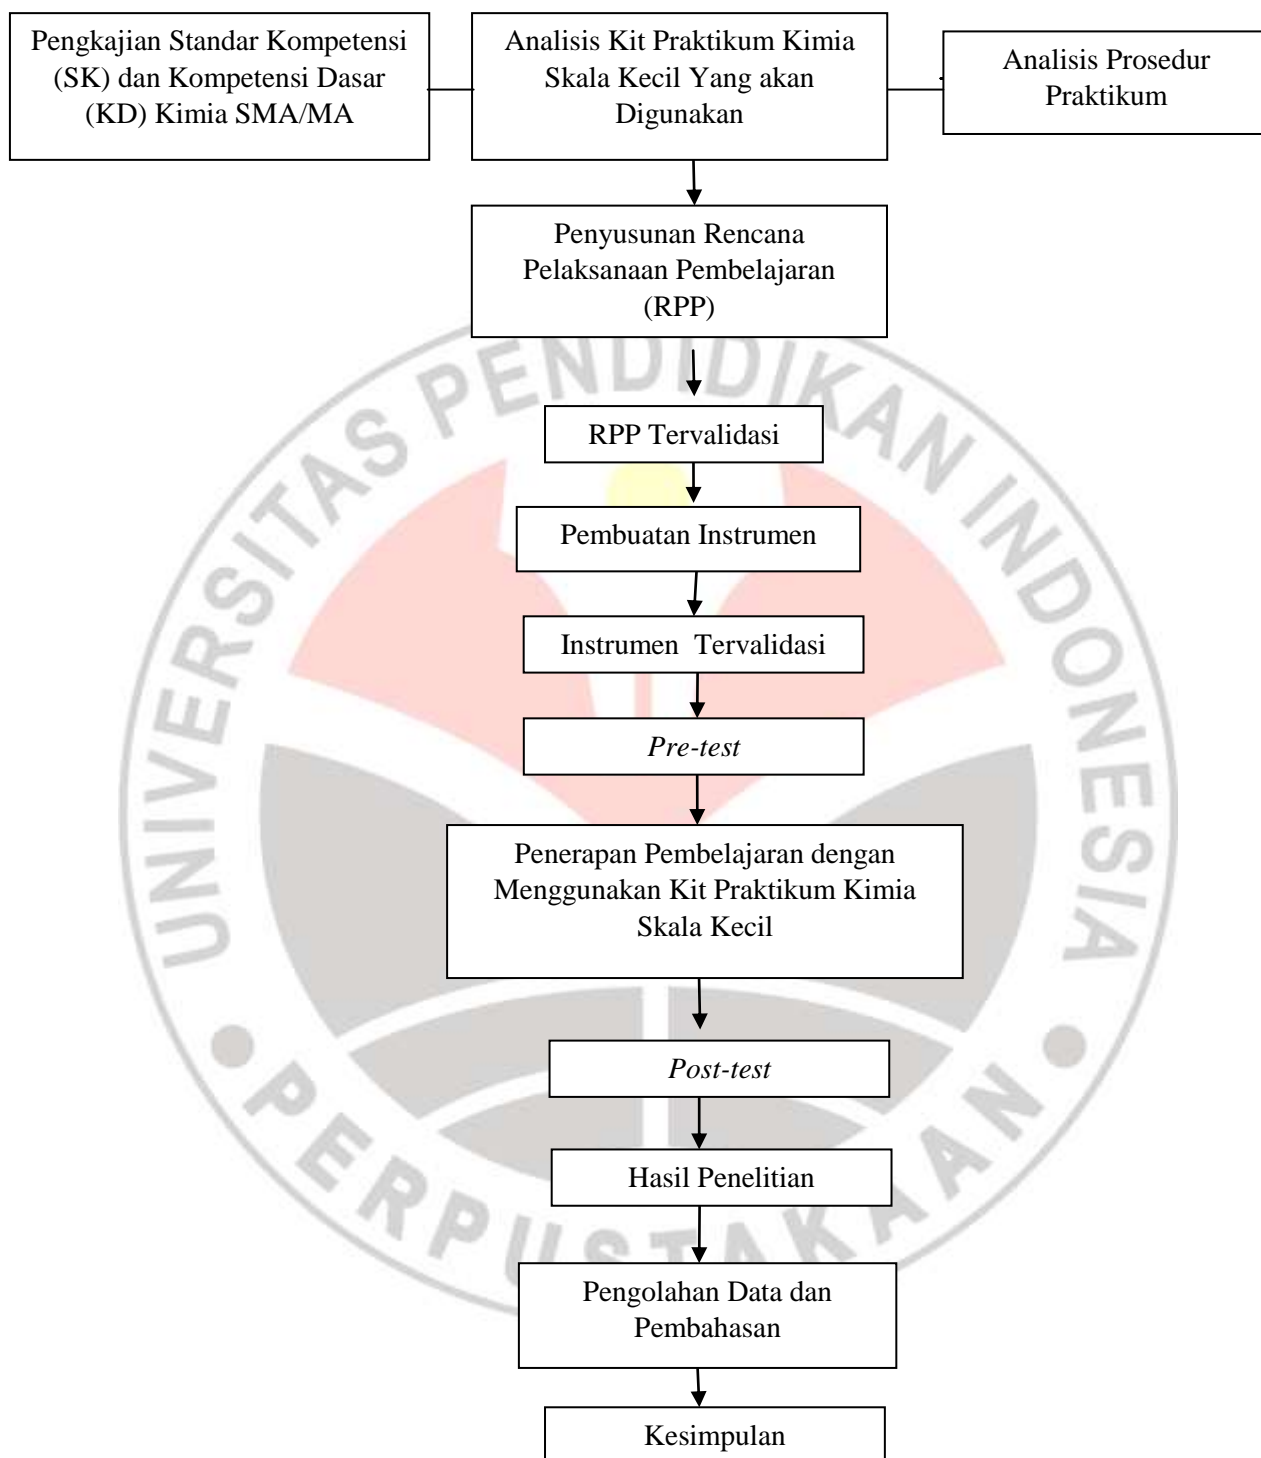 Pengkajian Standar Kompetensi
(SK) dan Kompetensi Dasar
(KD) Kimia SMA/MA
Analisis Kit Praktikum Kimia
Skala Kecil Yang akan
Digunakan
Analisis Prosedur
Praktikum
Penyusunan Rencana
Pelaksanaan Pembelajaran
(RPP)
RPP Tervalidasi
Pembuatan Instrumen
Instrumen Tervalidasi
Pre-test
Penerapan Pembelajaran dengan
Menggunakan Kit Praktikum Kimia
Skala Kecil
Post-test
Hasil Penelitian
Pengolahan Data dan
Pembahasan
Kesimpulan
UNIVERSITAS PENDIDIKAN INDONESIA
PERPUSTAKAAN